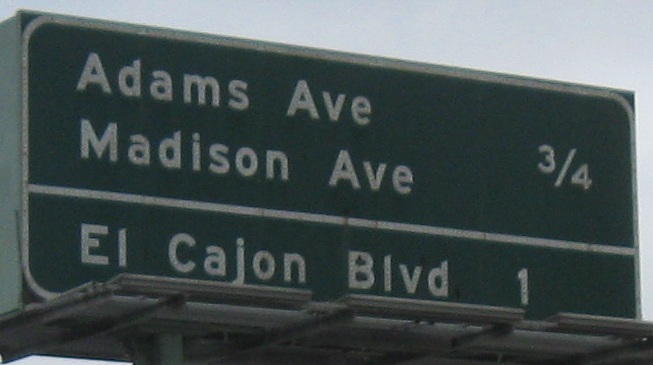 Adams Ave
Madison Ave 3/4
El Cajon Blvd 1